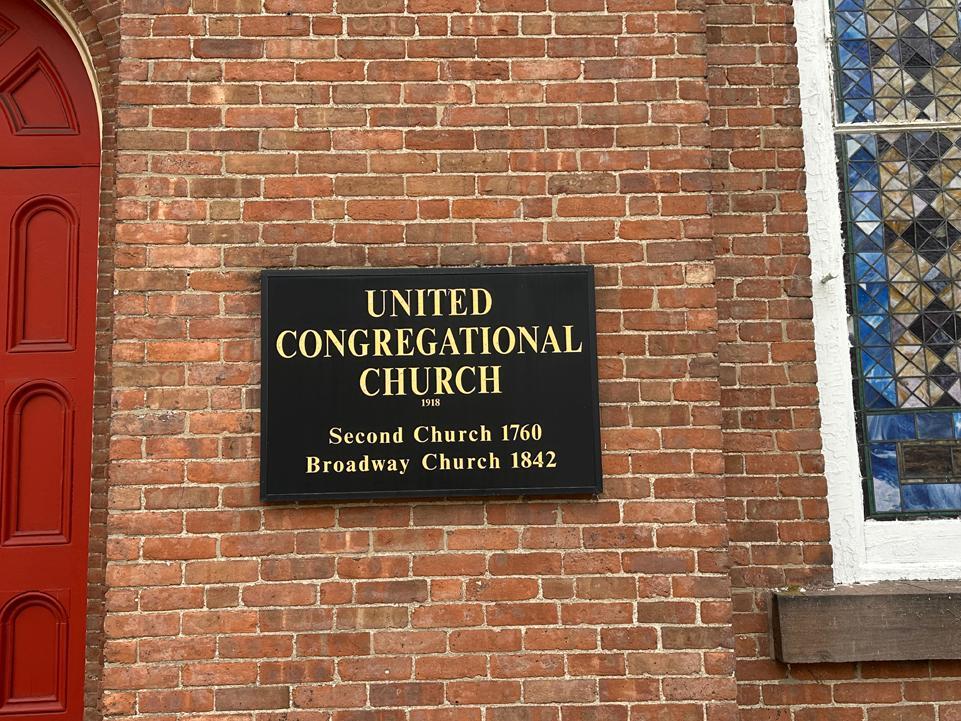 UNITED
CONGREGATIONAL
CHURCH
1918
Second Church 1760
Broadway Church 1842